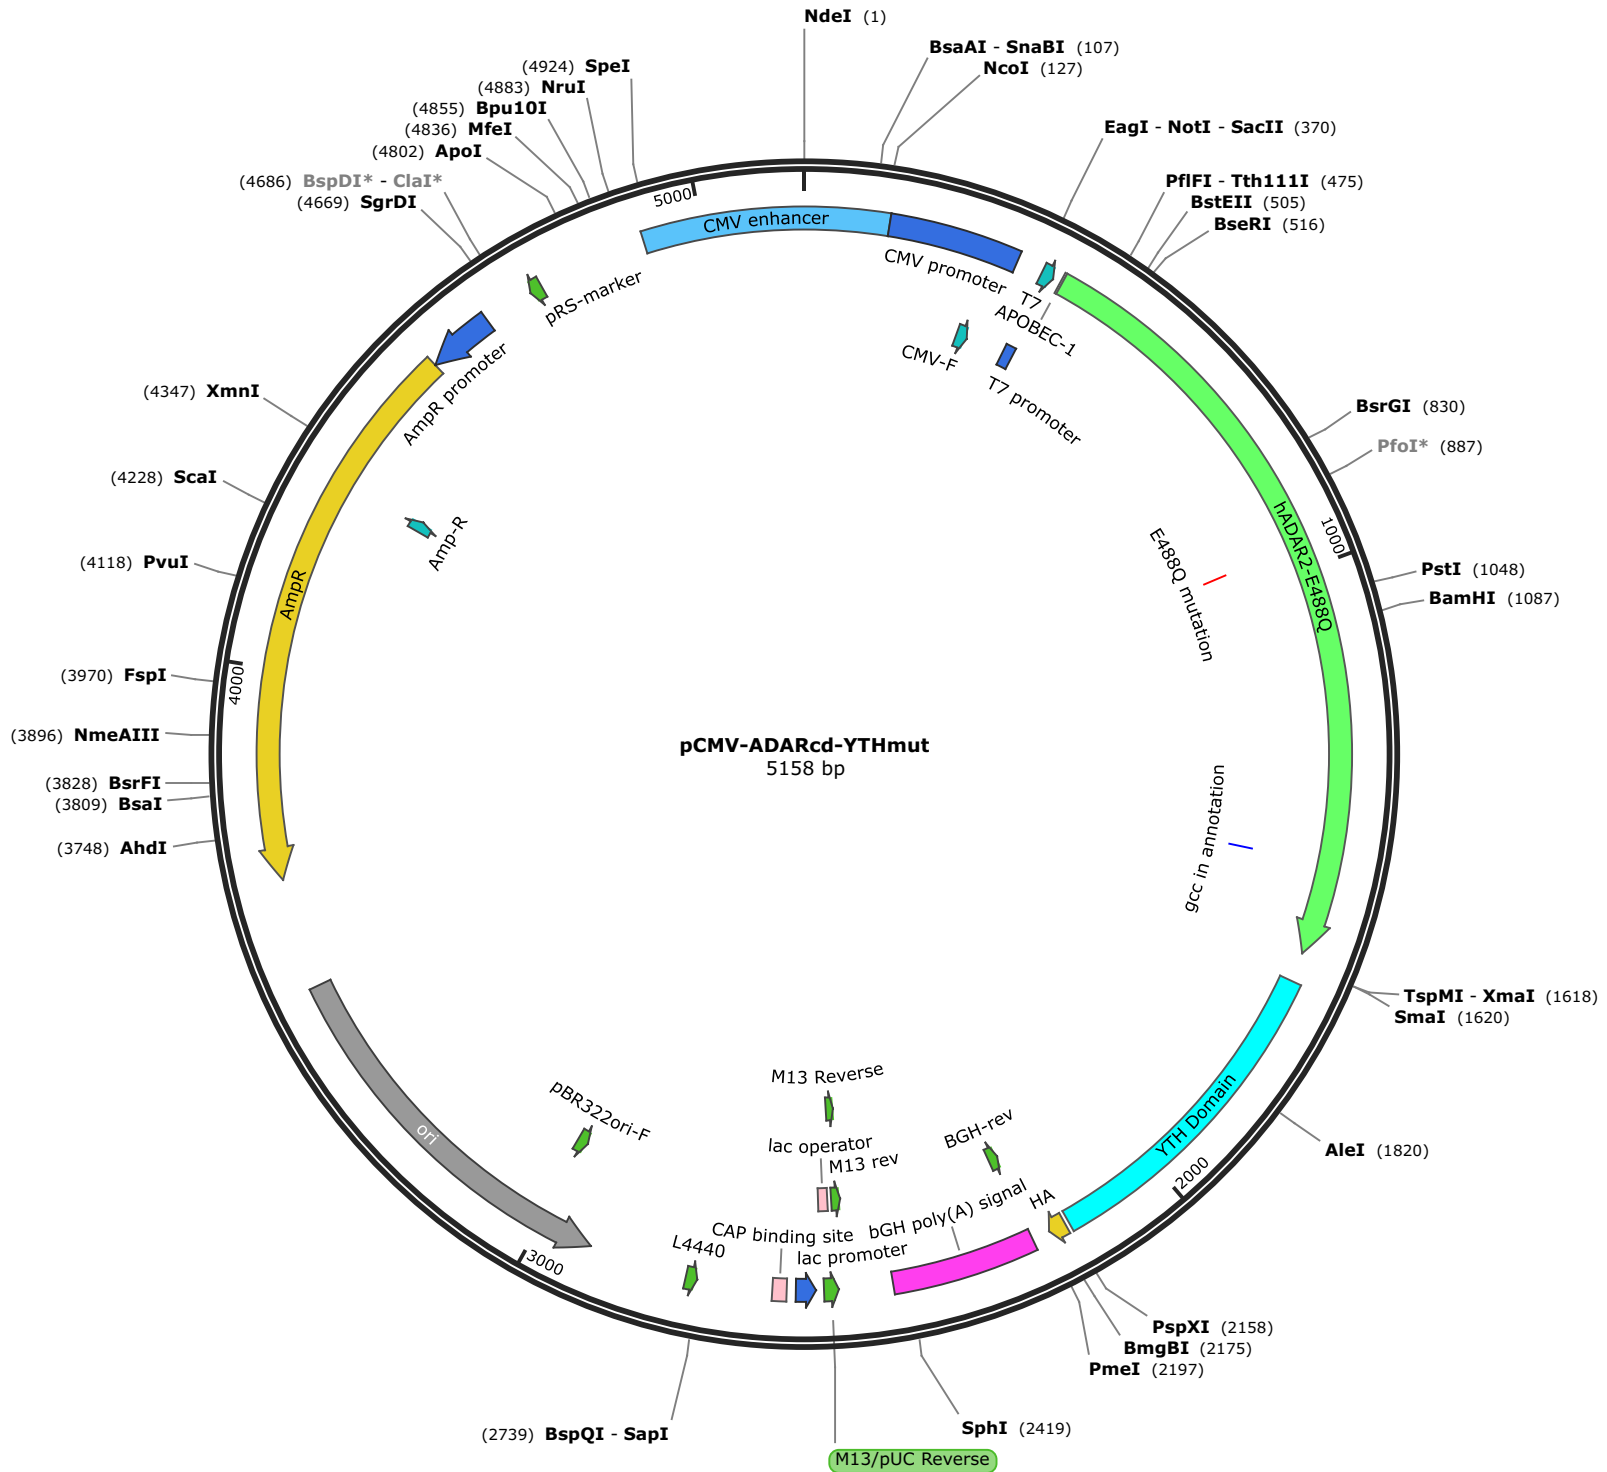 NdeI (1)
BsaAI - SnaBI (107)
NcoI (127)
EagI - NotI - SacII (370)
PflFI - Tth111I (475)
BstEII (505)
BseRI (516)
BsrGI (830)
PfoI* (887)
PstI (1048)
BamHI (1087)
TspMI - XmaI (1618)
SmaI (1620)
AleI (1820)
PspXI (2158)
BmgBI (2175)
PmeI (2197)
SphI (2419)
M13/pUC Reverse
(2739) BspQI - SapI
(3748) AhdI
(3809) BsaI
(3828) BsrFI
(3896) NmeAIII
(3970) FspI
(4118) PvuI
(4228) ScaI
(4347) XmnI
(4669) SgrDI
(4686) BspDI* - ClaI*
(4802) ApoI
(4836) MfeI
(4855) Bpu10I
(4883) NruI
(4924) SpeI
5000
1000
2000
3000
4000
CMV enhancer
CMV promoter
T7
APOBEC-1
CMV-F
T7 promoter
hADAR2-E488Q
E488Q mutation
gcc in annotation
YTH Domain
HA
BGH-rev
bGH poly(A) signal
M13 Reverse
lac operator
M13 rev
CAP binding site
lac promoter
L4440
pBR322ori-F
ori
AmpR
Amp-R
AmpR promoter
pRS-marker
pCMV-ADARcd-YTHmut
5158 bp